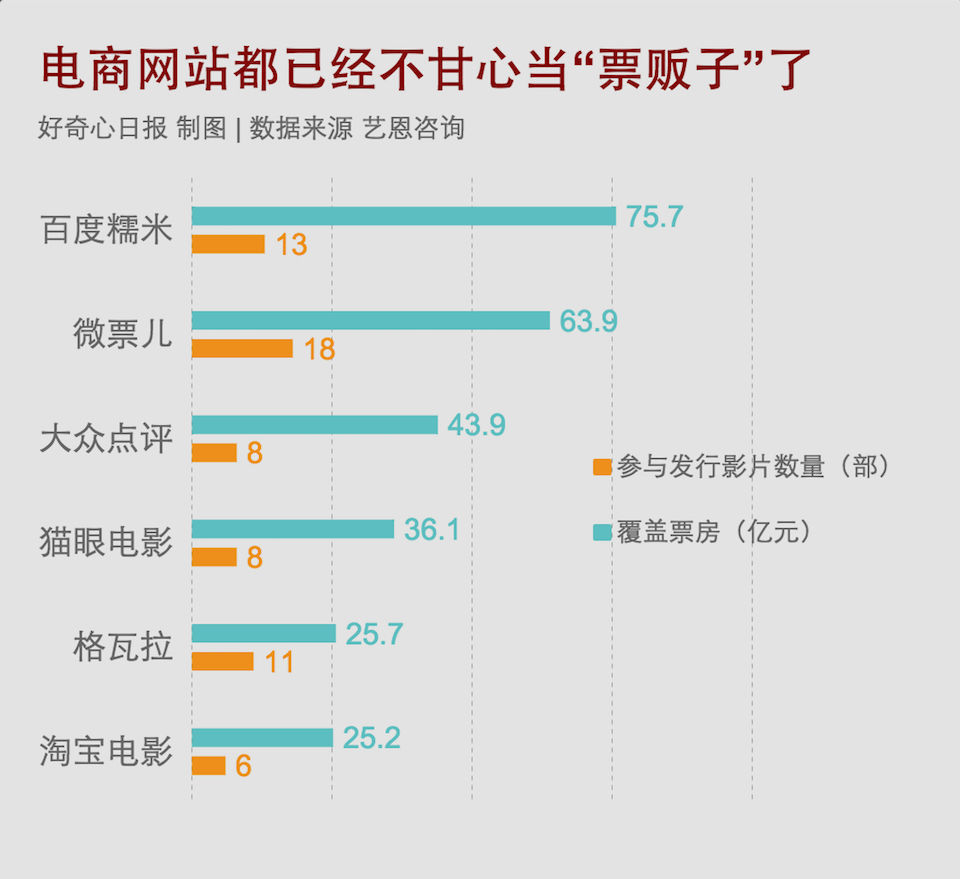 电商网站都已经不甘心当“票贩子”了
好奇心日报 制图 | 数据来源 艺恩咨询
百度糯米
75.7
13
微票儿
63.9
18
大众点评
43.9
8
参与发行影片数量（部）
猫眼电影
36.1
8
覆盖票房（亿元）
格瓦拉
25.7
11
淘宝电影
25.2
6